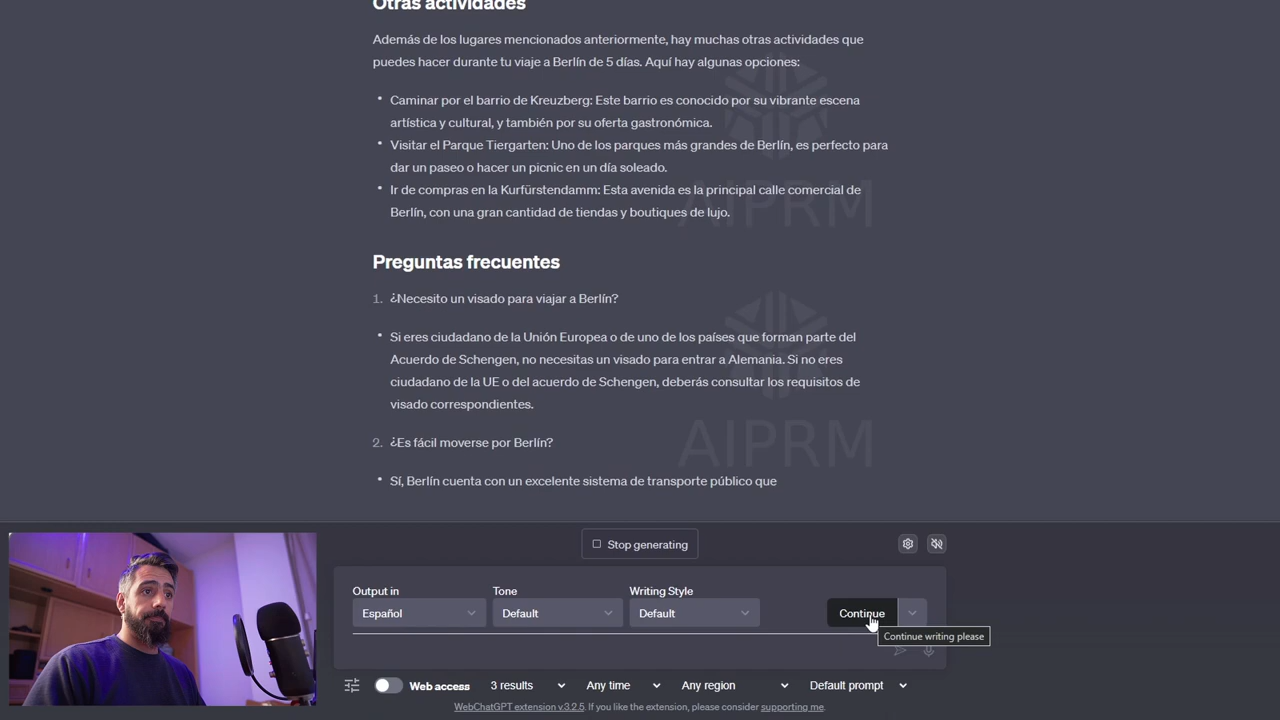 Otras actividades
Además de los lugares mencionados anteriormente, hay muchas otras actividades que
puedes hacer durante tu viaje a Berlín de 5 días. Aquí hay algunas opciones:
• Caminar por el barrio de Kreuzberg: Este barrio es conocido por su vibrante escena
artística y cultural, y también por su oferta gastronómica.
• Visitar el Parque Tiergarten: Uno de los parques más grandes de Berlín, es perfecto para
dar un paseo o hacer un picnic en un día soleado.
• Ir de compras en la Kurfürstendamm: Esta avenida es la principal calle comercial de
Berlín, con una gran cantidad de tiendas y boutiques de lujo.
AIPRM
Preguntas frecuentes
1. ¿Necesito un visado para viajar a Berlín?
• Si eres ciudadano de la Unión Europea o de uno de los países que forman parte del
Acuerdo de Schengen, no necesitas un visado para entrar a Alemania. Si no eres
ciudadano de la UE o del acuerdo de Schengen, deberás consultar los requisitos de
visado correspondientes.
2. ¿Es fácil moverse por Berlín?
AIPRM
• Sí, Berlín cuenta con un excelente sistema de transporte público que
Stop generating
Output in Tone Writing Style
Español Default Default Continue
Continue writing please
Web access 3 results Any time Any region Default prompt
WebChatGPT extension v.3.2.5. If you like the extension, please consider supporting me.